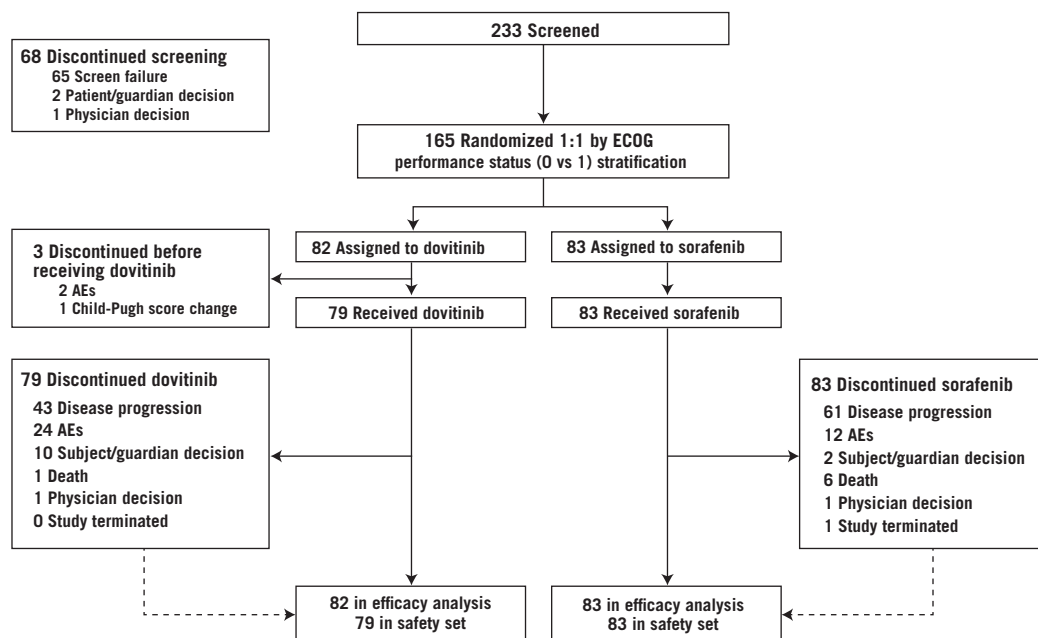 233 Screened
68 Discontinued screening
65 Screen failure
2 Patient/guardian decision
1 Physician decision
165 Randomized 1:1 by ECOG
performance status (0 vs 1) stratification
82 Assigned to dovitinib
83 Assigned to sorafenib
3 Discontinued before
receiving dovitinib
2 AEs
1 Child-Pugh score change
79 Received dovitinib
83 Received sorafenib
79 Discontinued dovitinib
43 Disease progression
24 AEs
10 Subject/guardian decision
1 Death
1 Physician decision
0 Study terminated
83 Discontinued sorafenib
61 Disease progression
12 AEs
2 Subject/guardian decision
6 Death
1 Physician decision
1 Study terminated
82 in efficacy analysis
79 in safety set
83 in efficacy analysis
83 in safety set